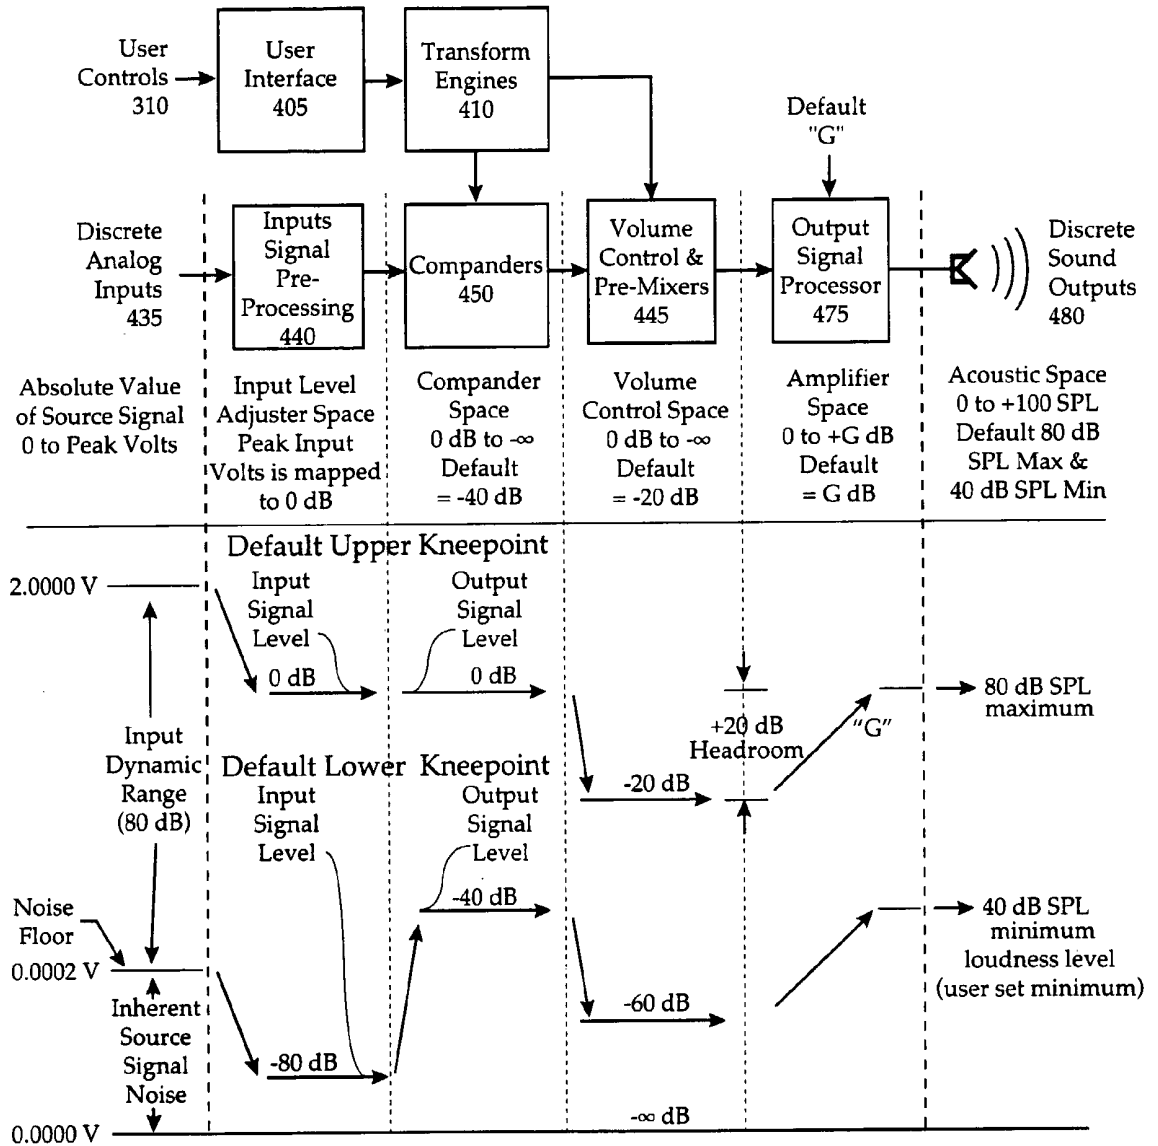 User
Controls
310
User
Interface
405
Transform
Engines
410
Default
"G"
Discrete
Analog
Inputs
435
Inputs
Signal
Pre-
Processing
440
Companders
450
Volume
Control &
Pre-Mixers
445
Output
Signal
Processor
475
Discrete
Sound
Outputs
480
Absolute Value
of Source Signal
0 to Peak Volts
Input Level
Adjuster Space
Peak Input
Volts is mapped
to 0 dB
Compander
Space
0 dB to -∞
Default
= -40 dB
Volume
Control Space
0 dB to -∞
Default
= -20 dB
Amplifier
Space
0 to +G dB
Default
= G dB
Acoustic Space
0 to +100 SPL
Default 80 dB
SPL Max &
40 dB SPL Min
Default Upper Kneepoint
2.0000 V
Input
Signal
Level
Output
Signal
Level
0 dB
0 dB
80 dB SPL
maximum
+20 dB
Headroom
"G"
Input
Dynamic
Range
(80 dB)
Default Lower Kneepoint
Input
Signal
Level
Output
Signal
Level
-20 dB
-40 dB
Noise
Floor
0.0002 V
40 dB SPL
minimum
loudness level
(user set minimum)
-60 dB
Inherent
Source
Signal
Noise
-80 dB
-∞ dB
0.0000 V